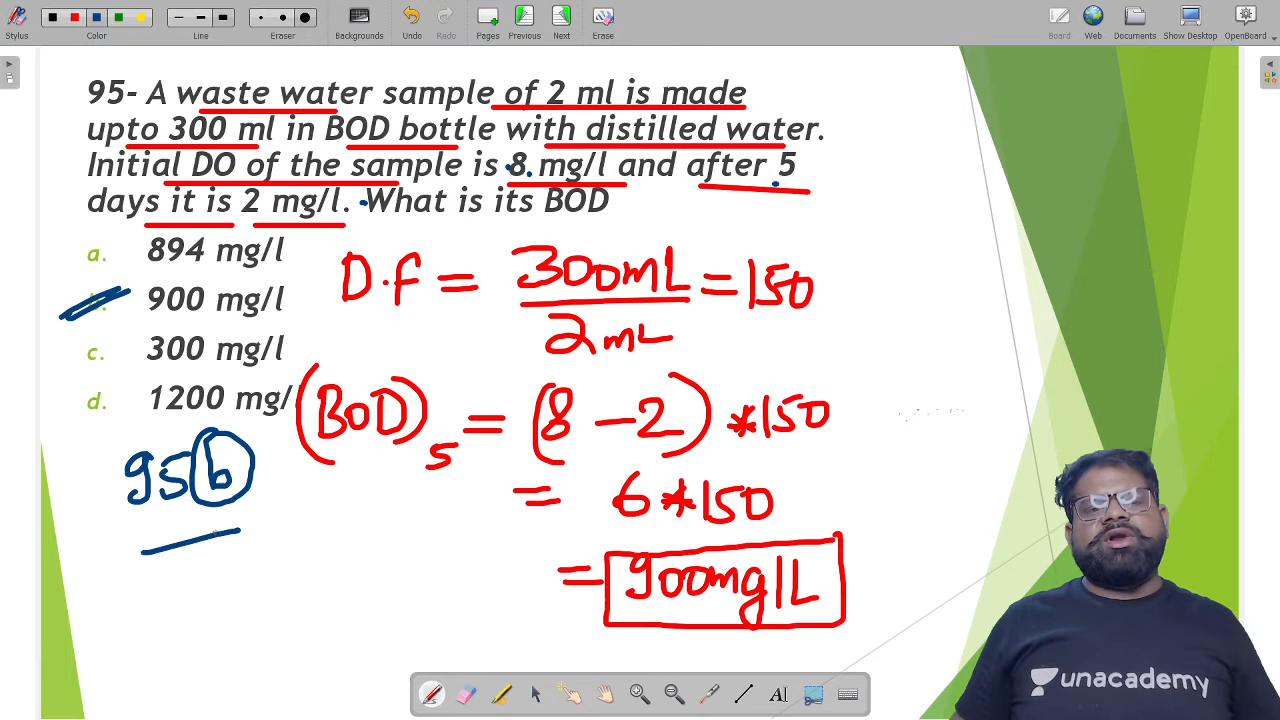 Stylus
Color
Line
Eraser
Backgrounds
Undo
Redo
Pages
Previous
Next
Erase
Board
Web
Documents
Show Desktop
OpenBoard
95- A waste water sample of 2 ml is made
upto 300 ml in BOD bottle with distilled water.
Initial DO of the sample is 8 mg/l and after 5
days it is 2 mg/l. What is its BOD
a. 894 mg/l
900 mg/l
c. 300 mg/l
d. 1200 mg/l
D.F = 300mL / 2mL = 150
(BOD)5 = (8 - 2) * 150
= 6 * 150
= 900mg/L
95 b
unacademy
AI